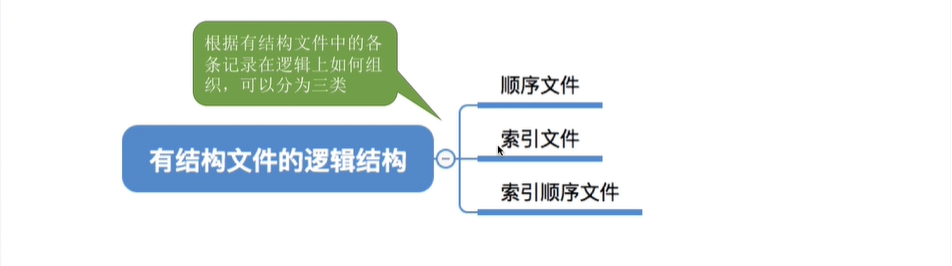 根据有结构文件中的各
条记录在逻辑上如何组
织，可以分为三类
有结构文件的逻辑结构
顺序文件
索引文件
索引顺序文件